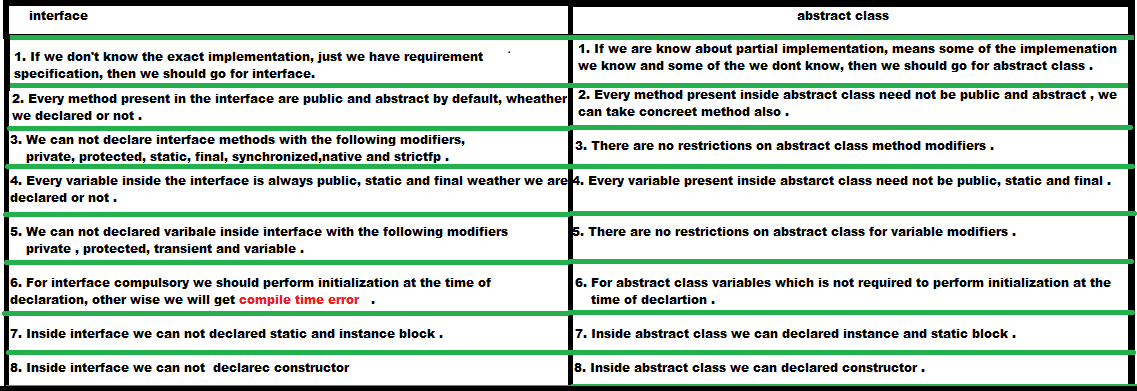 interface
abstract class
1. If we don't know the exact implementation, just we have requirement
specification, then we should go for interface.
1. If we are know about partial implementation, means some of the implemenation
we know and some of the we dont know, then we should go for abstract class .
2. Every method present in the interface are public and abstract by default, wheather
we declared or not .
2. Every method present inside abstract class need not be public and abstract , we
can take concreet method also .
3. We can not declare interface methods with the following modifiers,
private, protected, static, final, synchronized,native and strictfp .
3. There are no restrictions on abstract class method modifiers .
4. Every variable inside the interface is always public, static and final weather we are
declared or not .
4. Every variable present inside abstarct class need not be public, static and final .
5. We can not declared varibale inside interface with the following modifiers
private , protected, transient and variable .
5. There are no restrictions on abstract class for variable modifiers .
6. For interface compulsory we should perform initialization at the time of
declaration, other wise we will get compile time error .
6. For abstract class variables which is not required to perform initialization at the
time of declartion .
7. Inside interface we can not declared static and instance block .
7. Inside abstract class we can declared instance and static block .
8. Inside interface we can not declarec constructor
8. Inside abstract class we can declared constructor .